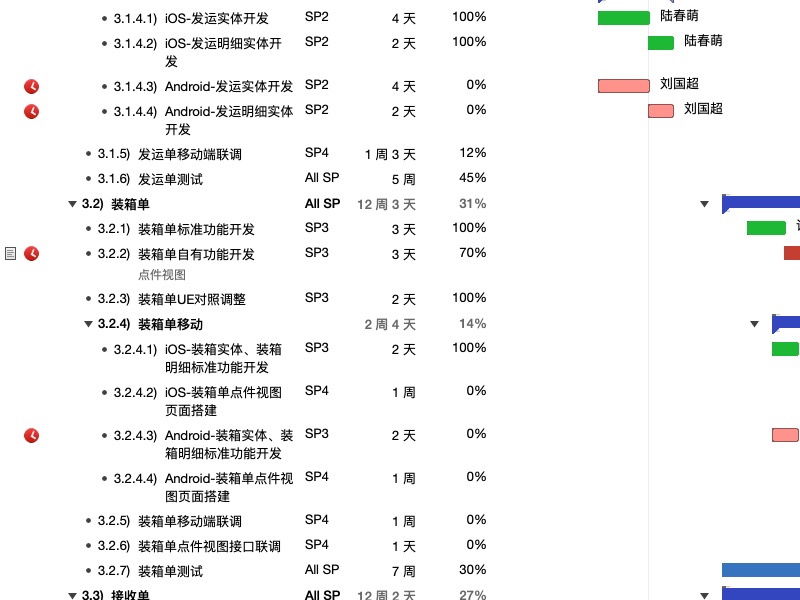 3.1.4.1) iOS-发运实体开发 SP2 4 天 100% 陆春萌
3.1.4.2) iOS-发运明细实体开 SP2 2 天 100% 陆春萌
发
3.1.4.3) Android-发运实体开发 SP2 4 天 0% 刘国超
3.1.4.4) Android-发运明细实体 SP2 2 天 0% 刘国超
开发
3.1.5) 发运单移动端联调 SP4 1 周 3 天 12%
3.1.6) 发运单测试 All SP 5 周 45%
3.2) 装箱单 All SP 12 周 3 天 31%
3.2.1) 装箱单标准功能开发 SP3 3 天 100%
3.2.2) 装箱单自有功能开发 SP3 3 天 70%
点件视图
3.2.3) 装箱单UE对照调整 SP3 2 天 100%
3.2.4) 装箱单移动 2 周 4 天 14%
3.2.4.1) iOS-装箱实体、装箱 SP3 2 天 100%
明细标准功能开发
3.2.4.2) iOS-装箱单点件视图 SP4 1 周 0%
页面搭建
3.2.4.3) Android-装箱实体、装 SP3 2 天 0%
箱明细标准功能开发
3.2.4.4) Android-装箱单点件视 SP4 1 周 0%
图页面搭建
3.2.5) 装箱单移动端联调 SP4 1 周 0%
3.2.6) 装箱单点件视图接口联调 SP4 1 天 0%
3.2.7) 装箱单测试 All SP 7 周 30%
3.3) 接收单 All SP 12 周 2 天 27%